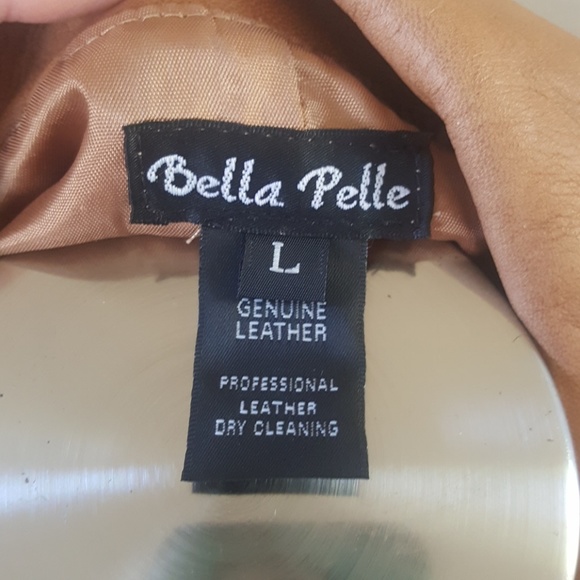 Bella Pelle
L
GENUINE
LEATHER
PROFESSIONAL
LEATHER
DRY CLEANING